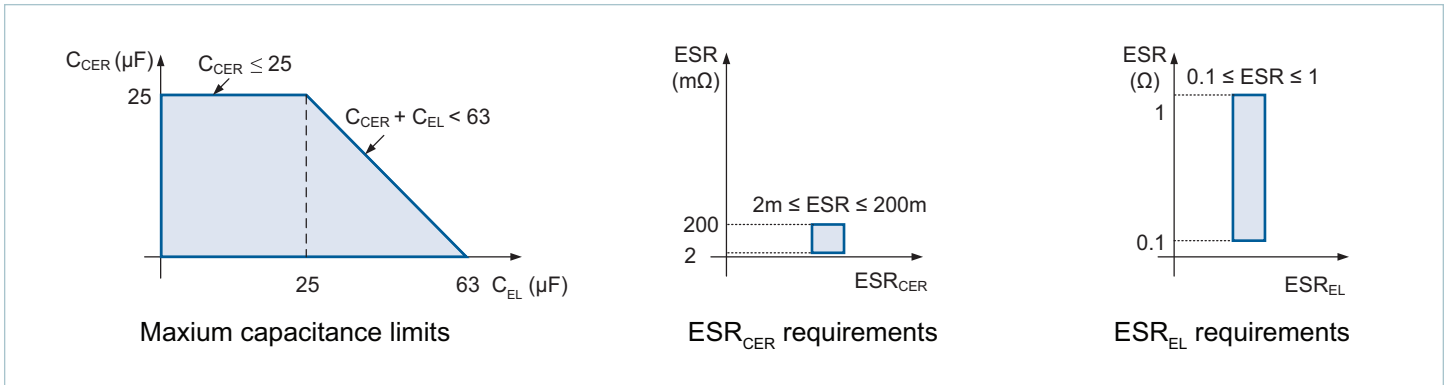 C_CER (µF)
C_CER ≤ 25
25
C_CER + C_EL < 63
25
63
C_EL (µF)
Maxium capacitance limits
ESR
(mΩ)
2m ≤ ESR ≤ 200m
200
2
ESR_CER
ESR_CER requirements
ESR
(Ω)
0.1 ≤ ESR ≤ 1
1
0.1
ESR_EL
ESR_EL requirements